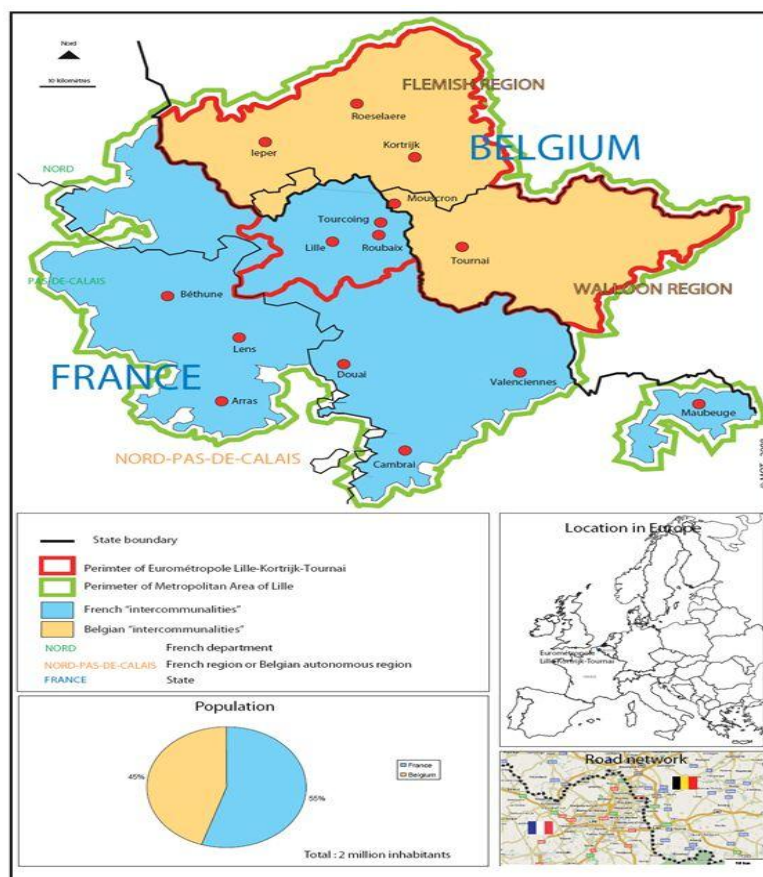 Nord
10 kilomètres
FLEMISH REGION
Roeselaere
BELGIUM
Ieper
Kortrijk
NORD
Mouscron
Tourcoing
Lille
Roubaix
Tournai
PAS-DE-CALAIS
WALLOON REGION
Béthune
Lens
FRANCE
Douai
Valenciennes
Arras
Maubeuge
NORD-PAS-DE-CALAIS
Cambrai
State boundary
Perimter of Eurométropole Lille-Kortrijk-Tournai
Perimeter of Metropolitan Area of Lille
French "intercommunalities"
Belgian "intercommunalities"
NORD French department
NORD-PAS-DE-CALAIS French region or Belgian autonomous region
FRANCE State
Location in Europe
Eurométropole
Lille-Kortrijk-Tournai
Population
45%
55%
France
Belgium
Total : 2 million inhabitants
Road network